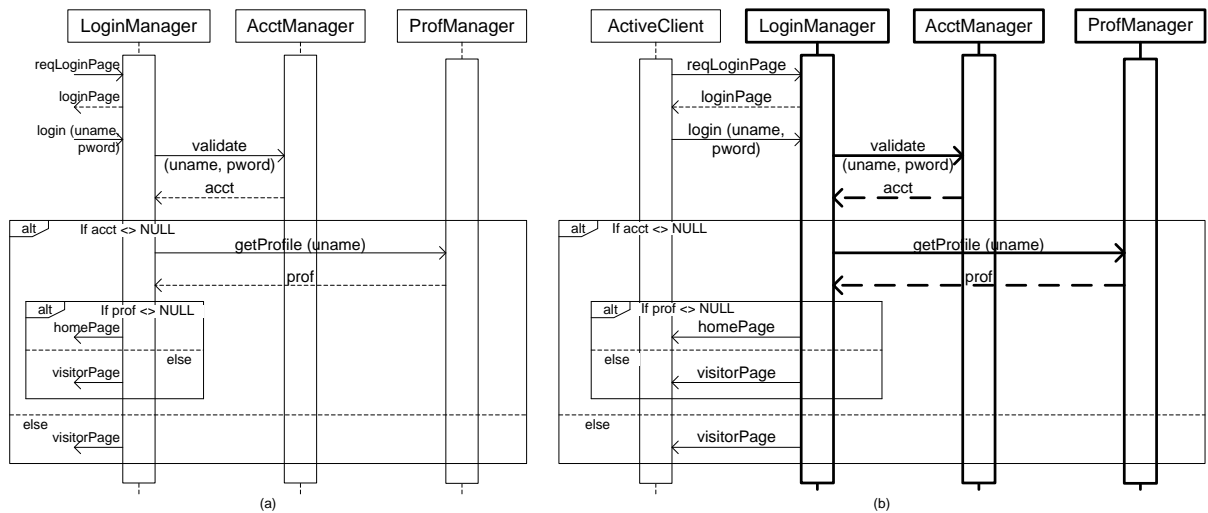 LoginManager
AcctManager
ProfManager
reqLoginPage
loginPage
login (uname,
pword)
validate
(uname, pword)
acct
alt
If acct <> NULL
getProfile (uname)
prof
alt
If prof <> NULL
homePage
else
visitorPage
else
visitorPage
(a)
ActiveClient
LoginManager
AcctManager
ProfManager
reqLoginPage
loginPage
login (uname,
pword)
validate
(uname, pword)
acct
alt
If acct <> NULL
getProfile (uname)
prof
alt
If prof <> NULL
homePage
else
visitorPage
else
visitorPage
(b)